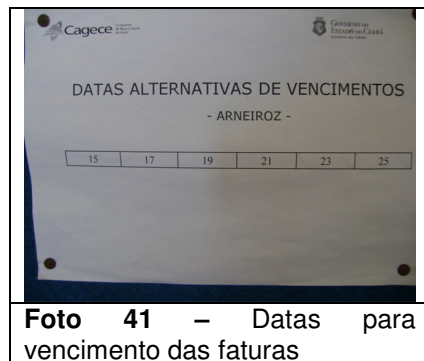 Cagece
GOVERNO DO
ESTADO DO CEARÁ
DATAS ALTERNATIVAS DE VENCIMENTOS
- ARNEIROZ -
15 17 19 21 23 25
Foto 41 – Datas para
vencimento das faturas